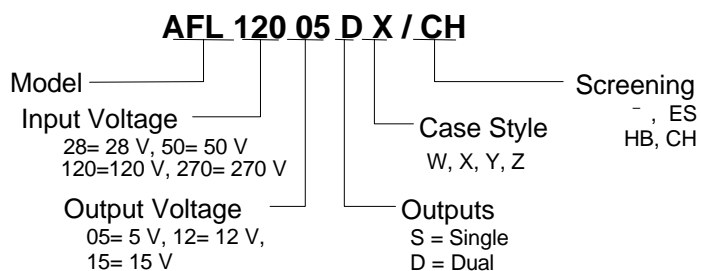 AFL 120 05 D X / CH
Model
Input Voltage
28= 28 V, 50= 50 V
120=120 V, 270= 270 V
Output Voltage
05= 5 V, 12= 12 V,
15= 15 V
Outputs
S = Single
D = Dual
Case Style
W, X, Y, Z
Screening
– , ES
HB, CH